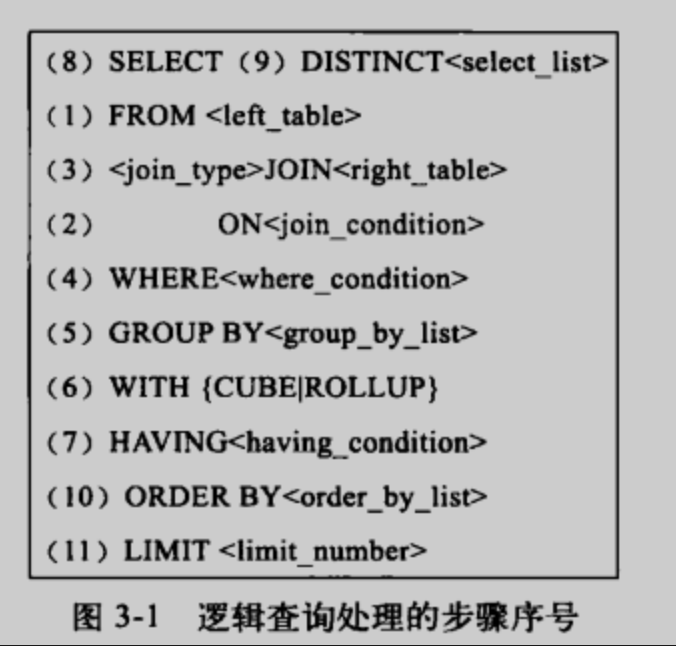 (8) SELECT (9) DISTINCT<select_list>
(1) FROM <left_table>
(3) <join_type>JOIN<right_table>
(2) ON<join_condition>
(4) WHERE<where_condition>
(5) GROUP BY<group_by_list>
(6) WITH {CUBE|ROLLUP}
(7) HAVING<having_condition>
(10) ORDER BY<order_by_list>
(11) LIMIT <limit_number>
图 3-1 逻辑查询处理的步骤序号